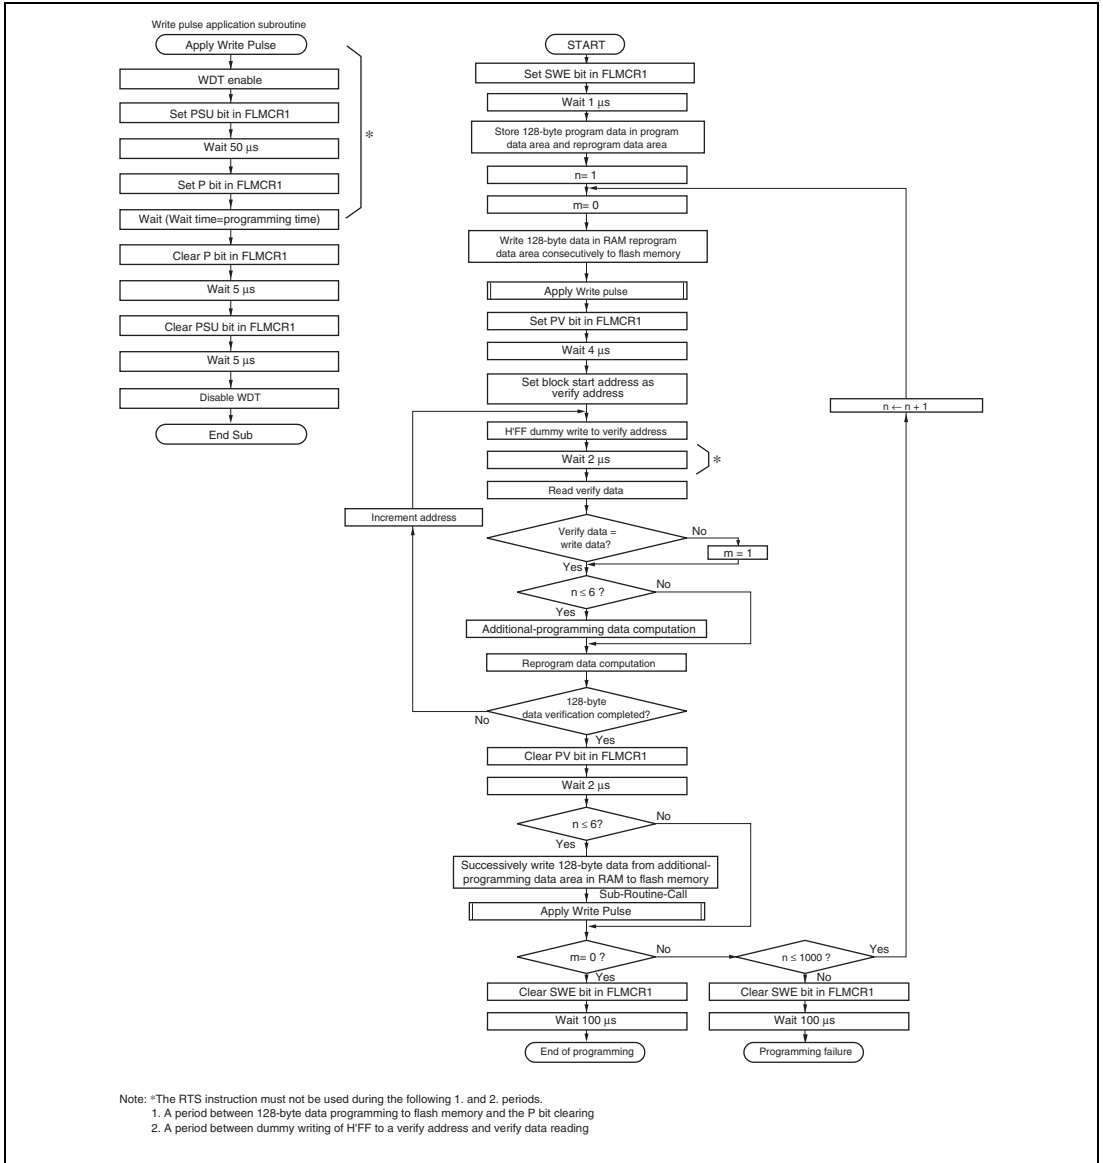 Write pulse application subroutine
Apply Write Pulse
WDT enable
Set PSU bit in FLMCR1
Wait 50 μs
Set P bit in FLMCR1
Wait (Wait time=programming time)
*
Clear P bit in FLMCR1
Wait 5 μs
Clear PSU bit in FLMCR1
Wait 5 μs
Disable WDT
End Sub
START
Set SWE bit in FLMCR1
Wait 1 μs
Store 128-byte program data in program
data area and reprogram data area
n= 1
m= 0
Write 128-byte data in RAM reprogram
data area consecutively to flash memory
Apply Write pulse
Set PV bit in FLMCR1
Wait 4 μs
Set block start address as
verify address
n ← n + 1
H'FF dummy write to verify address
Wait 2 μs
*
Read verify data
Increment address
Verify data =
write data?
No
m = 1
Yes
n ≤ 6 ?
No
Yes
Additional-programming data computation
Reprogram data computation
128-byte
data verification completed?
No
Yes
Clear PV bit in FLMCR1
Wait 2 μs
n ≤ 6?
No
Yes
Successively write 128-byte data from additional-
programming data area in RAM to flash memory
Sub-Routine-Call
Apply Write Pulse
m= 0 ?
No
n ≤ 1000 ?
Yes
Yes
No
Clear SWE bit in FLMCR1
Clear SWE bit in FLMCR1
Wait 100 μs
Wait 100 μs
End of programming
Programming failure
Note: *The RTS instruction must not be used during the following 1. and 2. periods.
1. A period between 128-byte data programming to flash memory and the P bit clearing
2. A period between dummy writing of H'FF to a verify address and verify data reading